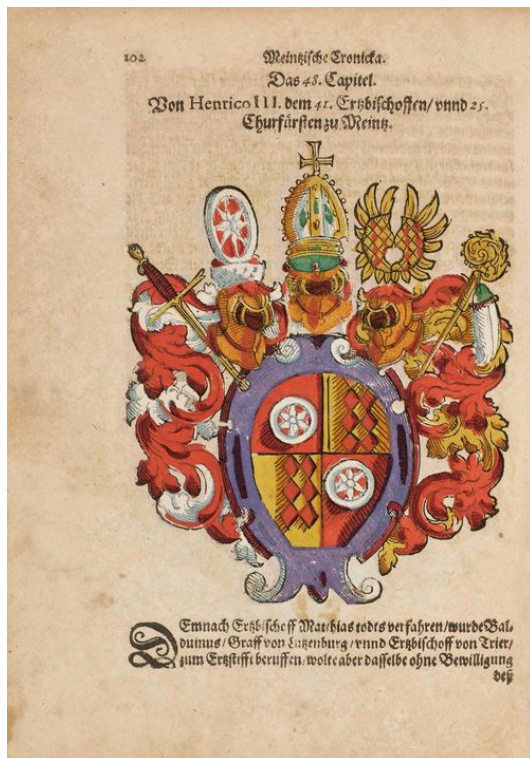 102
Meintzische Cronicka.
Das 48. Capitel.
Von Henrico III. dem 41. Ertzbischoffen/ vnnd 25.
Churfürsten zu Meintz.
DEmnach Ertzbischoff Matthias todts verfahren/ wurde Bal-
duinus/ Graff von Lutzenburg/ vnnd Ertzbischoff von Trier/
zum Ertzstifft beruffen/ wolte aber dasselbe ohne Bewilligung
deß